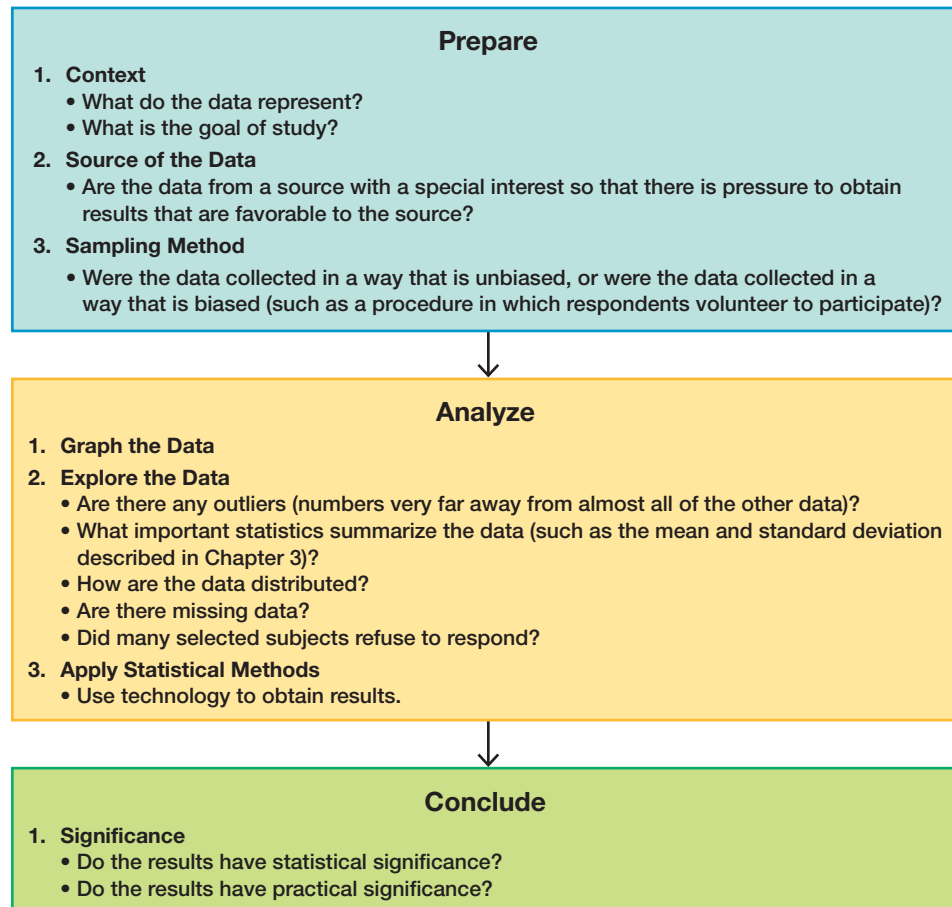 Prepare
1. Context
• What do the data represent?
• What is the goal of study?
2. Source of the Data
• Are the data from a source with a special interest so that there is pressure to obtain
results that are favorable to the source?
3. Sampling Method
• Were the data collected in a way that is unbiased, or were the data collected in a
way that is biased (such as a procedure in which respondents volunteer to participate)?
Analyze
1. Graph the Data
2. Explore the Data
• Are there any outliers (numbers very far away from almost all of the other data)?
• What important statistics summarize the data (such as the mean and standard deviation
described in Chapter 3)?
• How are the data distributed?
• Are there missing data?
• Did many selected subjects refuse to respond?
3. Apply Statistical Methods
• Use technology to obtain results.
Conclude
1. Significance
• Do the results have statistical significance?
• Do the results have practical significance?